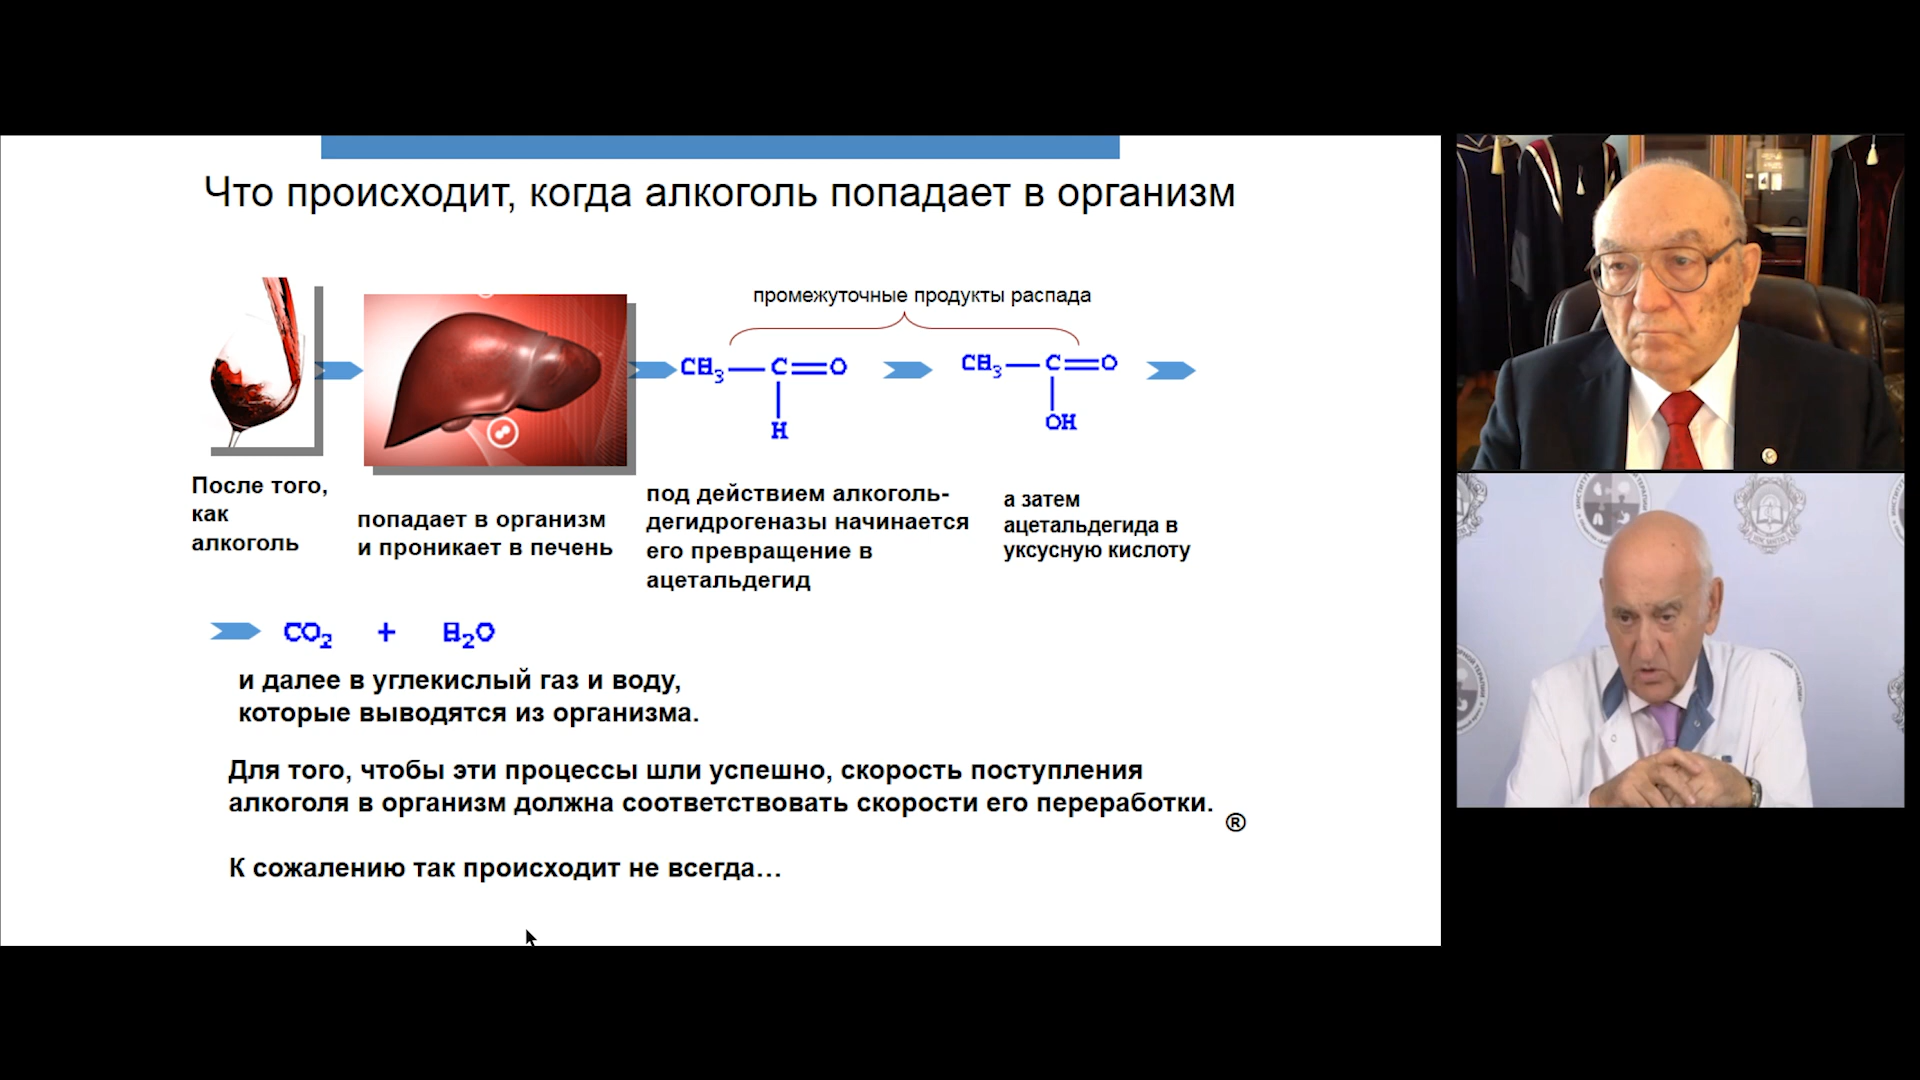 Что происходит, когда алкоголь попадает в организм
промежуточные продукты распада
CH3 — C = O
H
CH3 — C = O
OH
После того,
как
алкоголь
попадает в организм
и проникает в печень
под действием алкоголь-
дегидрогеназы начинается
его превращение в
ацетальдегид
а затем
ацетальдегида в
уксусную кислоту
CO2 + H2O
и далее в углекислый газ и воду,
которые выводятся из организма.
Для того, чтобы эти процессы шли успешно, скорость поступления
алкоголя в организм должна соответствовать скорости его переработки.
®
К сожалению так происходит не всегда…